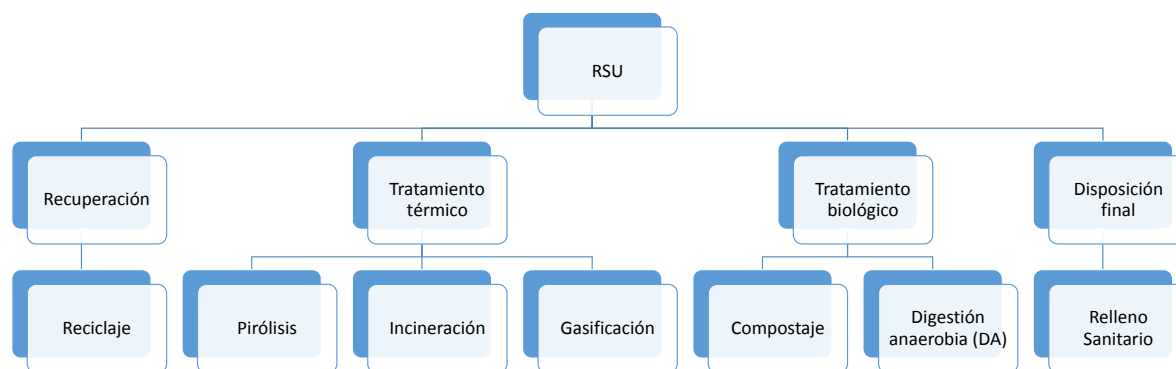 RSU
Recuperación
Tratamiento
térmico
Tratamiento
biológico
Disposición
final
Reciclaje
Pirólisis
Incineración
Gasificación
Compostaje
Digestión
anaerobia (DA)
Relleno
Sanitario